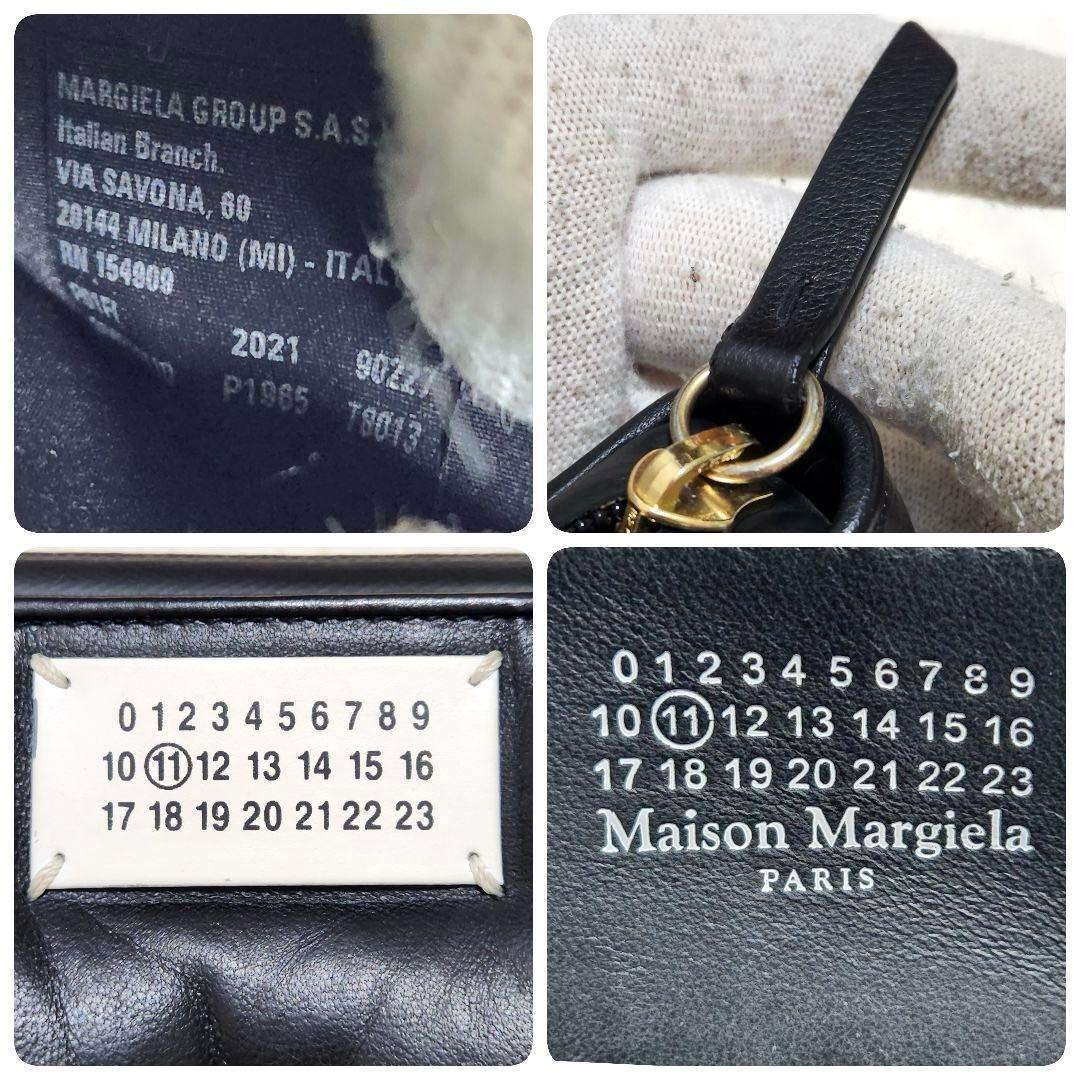 MARGIELA GROUP S.A.S.
Italian Branch.
VIA SAVONA, 60
20144 MILANO (MI) - ITALY
RN 154909
2021
P1965 T8013
0 1 2 3 4 5 6 7 8 9
10 11 12 13 14 15 16
17 18 19 20 21 22 23
0 1 2 3 4 5 6 7 8 9
10 11 12 13 14 15 16
17 18 19 20 21 22 23
Maison Margiela
PARIS